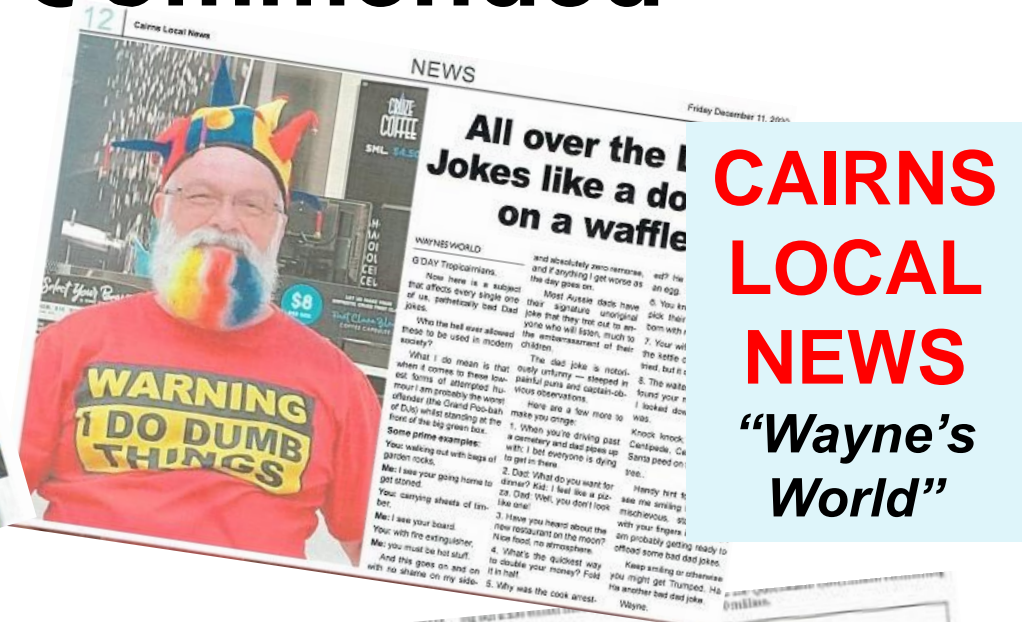 Commended
12
Cairns Local News
NEWS
Friday December 11, 2020
CRUZE
COFFEE
SML. $4.50
$8
WARNING
I DO DUMB
THINGS
All over the
Jokes like a do
on a waffle
WAYNES WORLD
G'DAY Tropicairnians.
Now here is a subject
that affects every single one
of us, pathetically bad Dad
jokes.
Who the hell ever allowed
these to be used in modern
society?
What I do mean is that
when it comes to these low-
est forms of attempted hu-
mour I am probably the worst
offender (the Grand Poo-bah
of DJs) whilst standing at the
front of the big green box.
Some prime examples:
You: walking out with bags of
garden rocks,
Me: I see your going home to
get stoned.
You: carrying sheets of tim-
ber,
Me: I see your board.
You: with fire extinguisher,
Me: you must be hot stuff.
And this goes on and on
with no shame on my side-
and absolutely zero remorse,
and if anything I get worse as
the day goes on.
Most Aussie dads have
their signature unoriginal
joke that they trot out to an-
yone who will listen, much to
the embarrassment of their
children.
The dad joke is notori-
ously unfunny — steeped in
painful puns and captain-ob-
vious observations.
Here are a few more to
make you cringe:
1. When you're driving past
a cemetery and dad pipes up
with: I bet everyone is dying
to get in there.
2. Dad: What do you want for
dinner? Kid: I feel like a piz-
za. Dad: Well, you don't look
like one!
3. Have you heard about the
new restaurant on the moon?
Nice food, no atmosphere.
4. What's the quickest way
to double your money? Fold
it in half.
5. Why was the cook arrest-
ed? He
an egg.
6. You kn
pick their
born with
7. Your wif
the kettle
tried, but it
8. The waite
found your
I looked dow
was.
Knock knock
Centipede, Ce
Santa peed on
tree..
Handy hint f
see me smiling
mischievous, sta
with your fingers
am probably getting ready to
offload some bad dad jokes.
Keep smiling or otherwise
you might get Trumped. Ha
Ha another bad dad joke.
Wayne.
CAIRNS
LOCAL
NEWS
“Wayne’s
World”